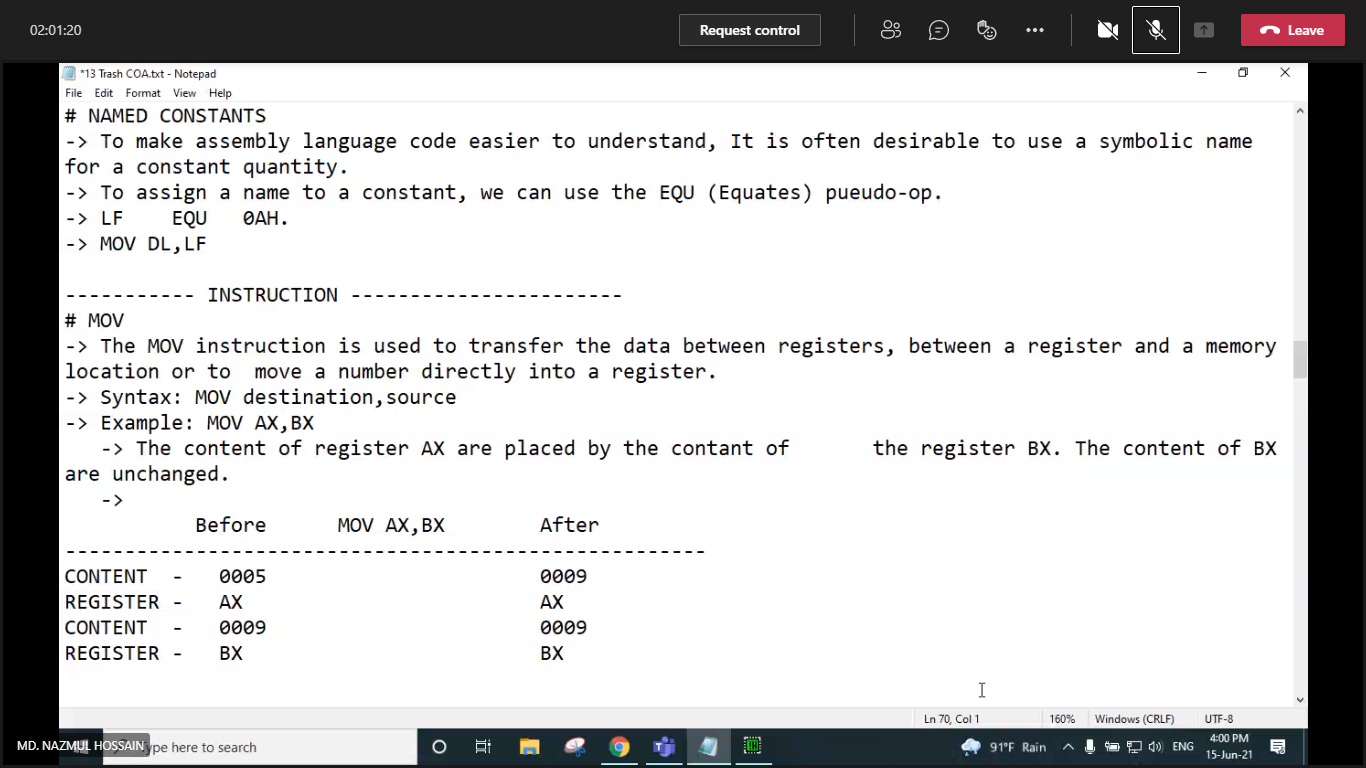 02:01:20
Request control
Leave
*13 Trash COA.txt - Notepad
File Edit Format View Help
# NAMED CONSTANTS
-> To make assembly language code easier to understand, It is often desirable to use a symbolic name
for a constant quantity.
-> To assign a name to a constant, we can use the EQU (Equates) pueudo-op.
-> LF    EQU   0AH.
-> MOV DL,LF
----------- INSTRUCTION -----------------------
# MOV
-> The MOV instruction is used to transfer the data between registers, between a register and a memory
location or to  move a number directly into a register.
-> Syntax: MOV destination,source
-> Example: MOV AX,BX
   -> The content of register AX are placed by the contant of       the register BX. The content of BX
are unchanged.
   ->
           Before      MOV AX,BX        After
------------------------------------------------------
CONTENT  -   0005                       0009
REGISTER -   AX                         AX
CONTENT  -   0009                       0009
REGISTER -   BX                         BX
Ln 70, Col 1 160% Windows (CRLF) UTF-8
MD. NAZMUL HOSSAIN
ype here to search
91°F Rain
ENG
4:00 PM
15-Jun-21